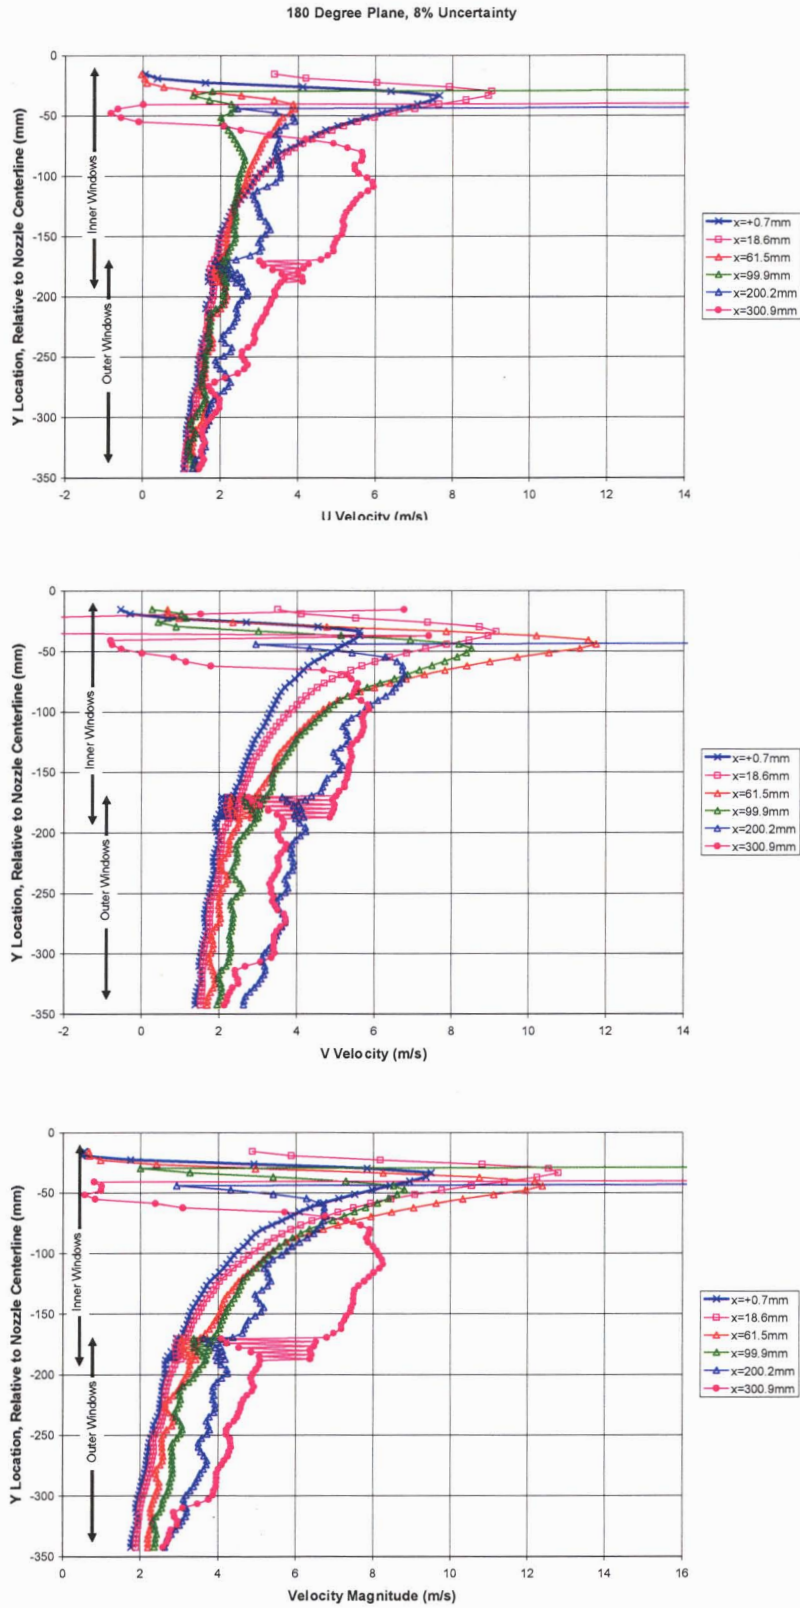 180 Degree Plane, 8% Uncertainty
0
-50
-100
-150
-200
-250
-300
-350
Y Location, Relative to Nozzle Centerline (mm)
Inner Windows
Outer Windows
-2 0 2 4 6 8 10 12 14
U Velocity (m/s)
x=+0.7mm
x=18.6mm
x=61.5mm
x=99.9mm
x=200.2mm
x=300.9mm
0
-50
-100
-150
-200
-250
-300
-350
Y Location, Relative to Nozzle Centerline (mm)
Inner Windows
Outer Windows
-2 0 2 4 6 8 10 12 14
V Velocity (m/s)
x=+0.7mm
x=18.6mm
x=61.5mm
x=99.9mm
x=200.2mm
x=300.9mm
0
-50
-100
-150
-200
-250
-300
-350
Y Location, Relative to Nozzle Centerline (mm)
Inner Windows
Outer Windows
0 2 4 6 8 10 12 14 16
Velocity Magnitude (m/s)
x=+0.7mm
x=18.6mm
x=61.5mm
x=99.9mm
x=200.2mm
x=300.9mm